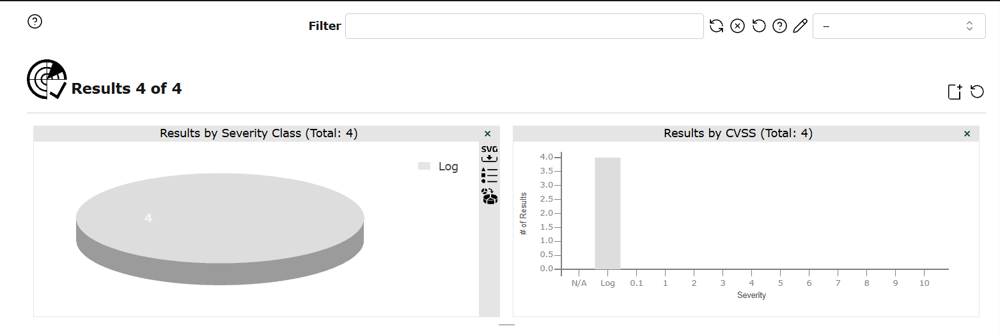 Filter
--
Results 4 of 4
Results by Severity Class (Total: 4)
×
SVG
Log
4
Results by CVSS (Total: 4)
×
# of Results
4.0
3.5
3.0
2.5
2.0
1.5
1.0
0.5
0.0
N/A Log 0.1 1 2 3 4 5 6 7 8 9 10
Severity